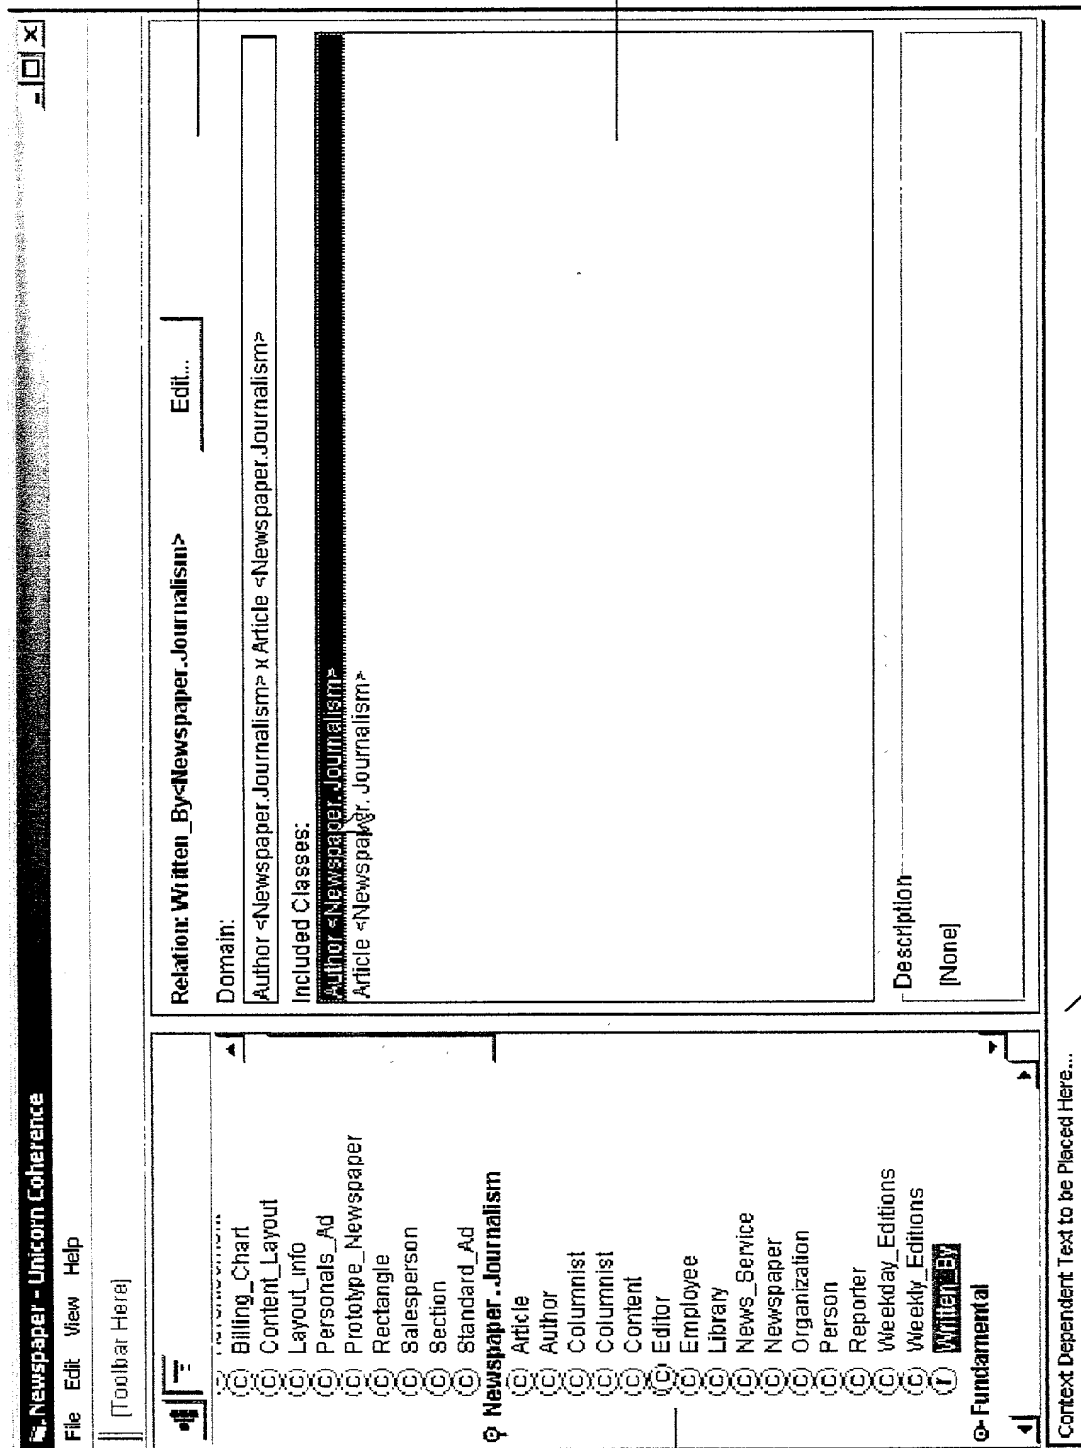 Newspaper - Unicorn Coherence
File Edit View Help
[Toolbar Here]
Billing_Chart
Content_Layout
Layout_Info
Personals_Ad
Prototype_Newspaper
Rectangle
Salesperson
Section
Standard_Ad
Newspaper.Journalism
Article
Author
Columnist
Columnist
Content
Editor
Employee
Library
News_Service
Newspaper
Organization
Person
Reporter
Weekday_Editions
Weekly_Editions
Written_By
Fundamental
Relation: Written_By<Newspaper.Journalism>
Edit...
Domain:
Author <Newspaper.Journalism> x Article <Newspaper.Journalism>
Included Classes:
Author <Newspaper.Journalism>
Article <Newspaper.Journalism>
Description
[None]
Context Dependent Text to be Placed Here...